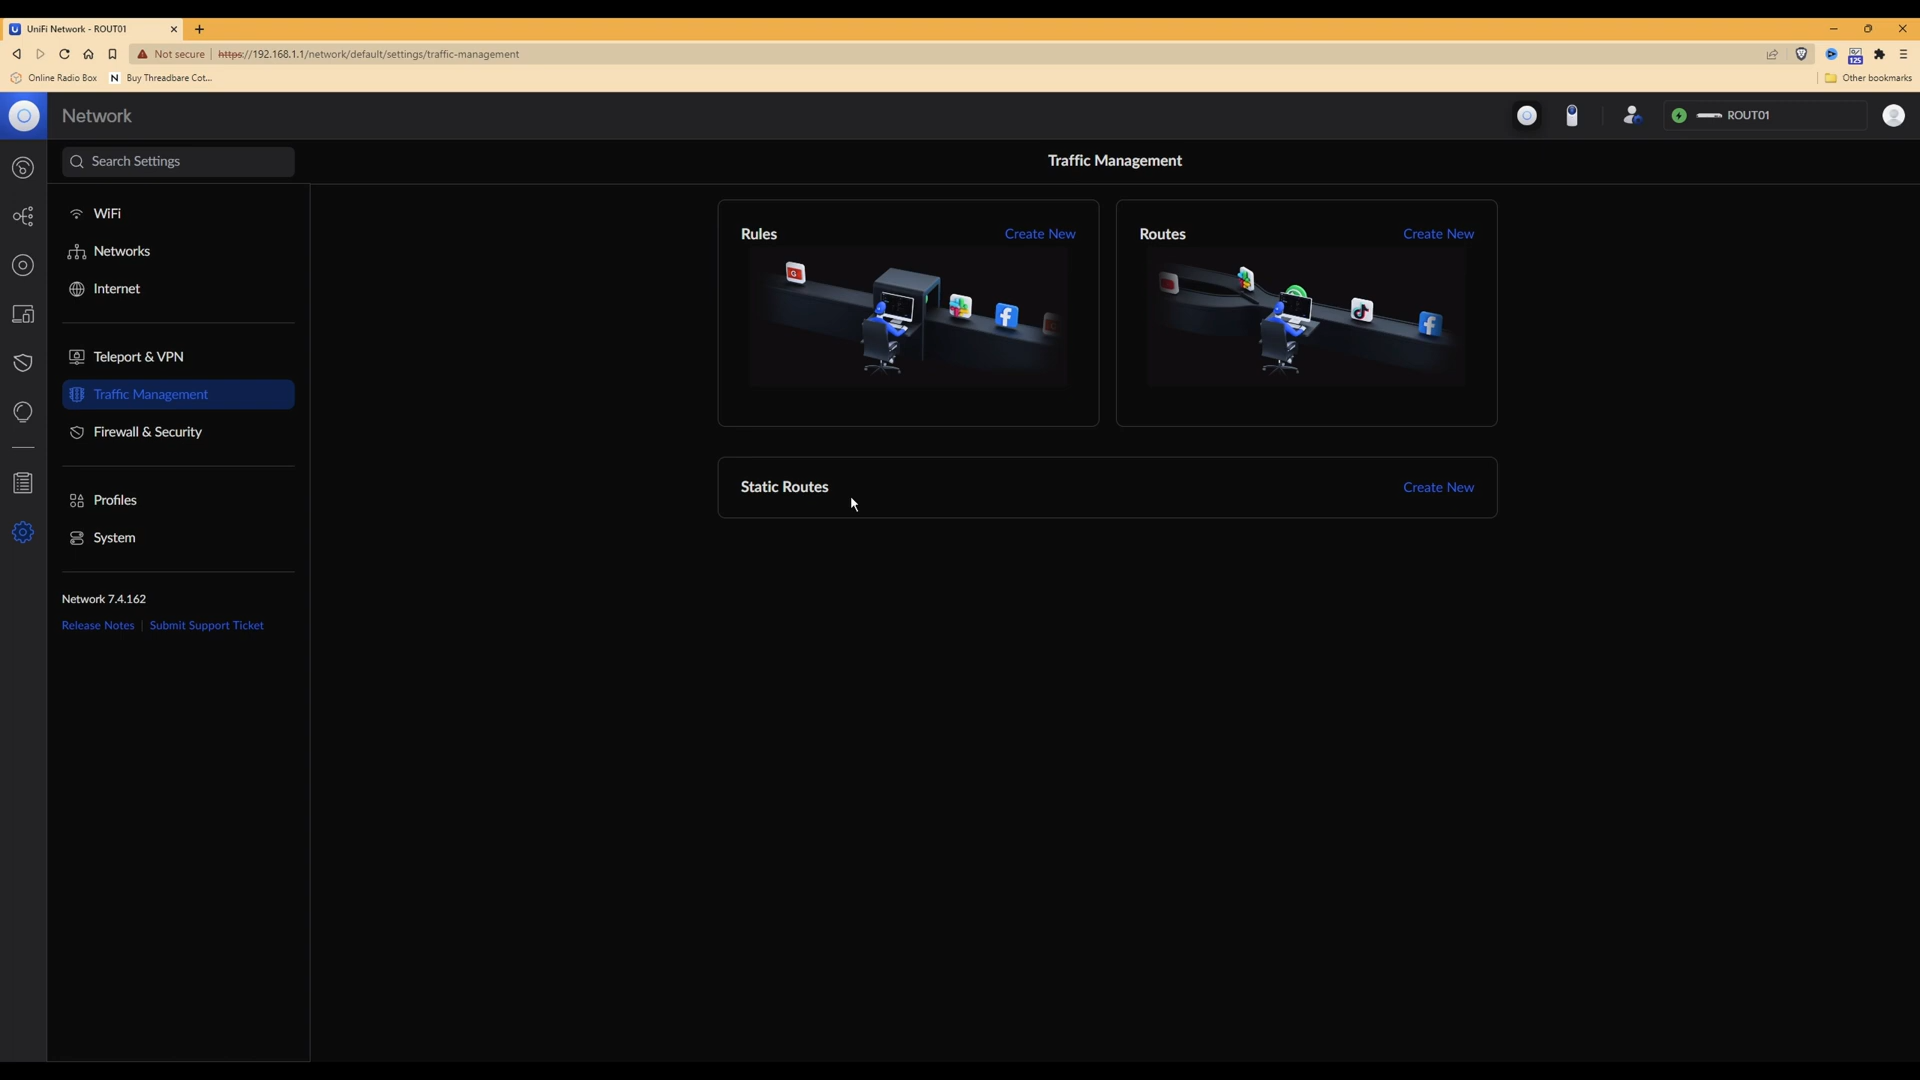 UniFi Network - ROUT01
Not secure
https://192.168.1.1/network/default/settings/traffic-management
125
Online Radio Box
Buy Threadbare Cot...
Other bookmarks
Network
ROUT01
Search Settings
Traffic Management
WiFi
Networks
Internet
Teleport & VPN
Traffic Management
Firewall & Security
Profiles
System
Network 7.4.162
Release Notes
Submit Support Ticket
Rules
Create New
Routes
Create New
Static Routes
Create New